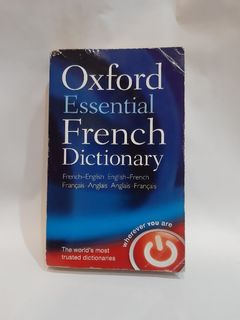 Oxford
Essential
French
Dictionary
French-English English-French
Français-Anglais Anglais-Français
The world's most
trusted dictionaries
wherever you are